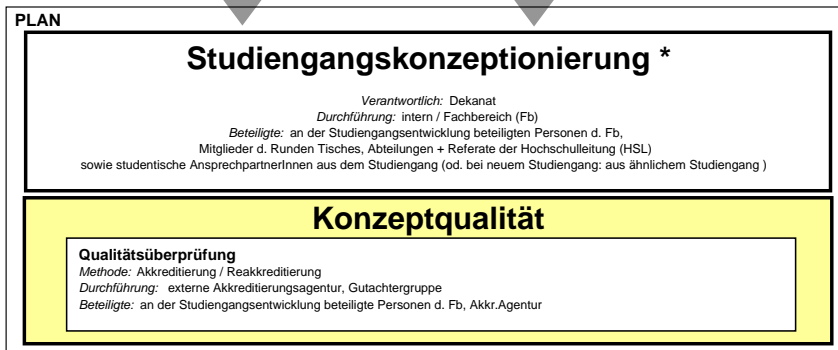 PLAN
Studiengangskonzeptionierung *
Verantwortlich: Dekanat
Durchführung: intern / Fachbereich (Fb)
Beteiligte: an der Studiengangsentwicklung beteiligten Personen d. Fb,
Mitglieder d. Runden Tisches, Abteilungen + Referate der Hochschulleitung (HSL)
sowie studentische AnsprechpartnerInnen aus dem Studiengang (od. bei neuem Studiengang: aus ähnlichem Studiengang )
Konzeptqualität
Qualitätsüberprüfung
Methode: Akkreditierung / Reakkreditierung
Durchführung: externe Akkreditierungsagentur, Gutachtergruppe
Beteiligte: an der Studiengangsentwicklung beteiligte Personen d. Fb, Akkr.Agentur